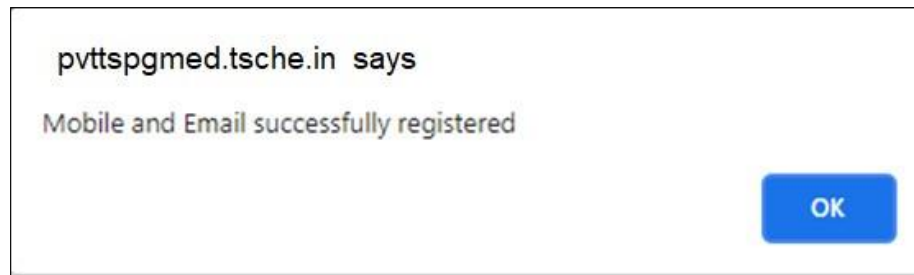 pvttspgmed.tsche.in says
Mobile and Email successfully registered
OK